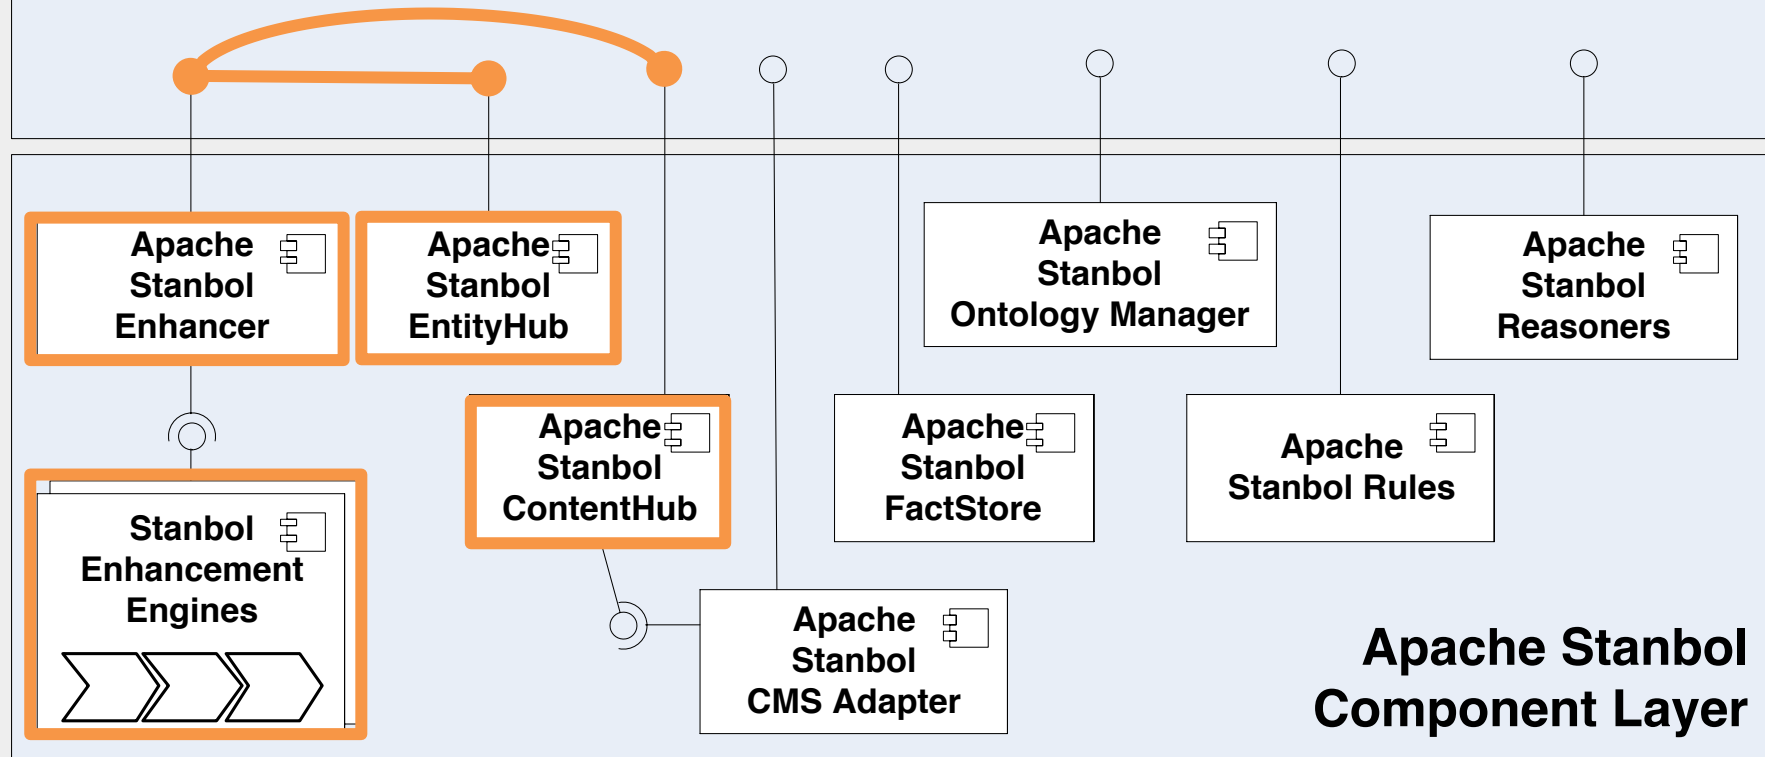 Apache
Stanbol
Enhancer
Apache
Stanbol
EntityHub
Apache
Stanbol
Ontology Manager
Apache
Stanbol
Reasoners
Apache
Stanbol
ContentHub
Apache
Stanbol
FactStore
Apache
Stanbol Rules
Stanbol
Enhancement
Engines
Apache
Stanbol
CMS Adapter
Apache Stanbol
Component Layer